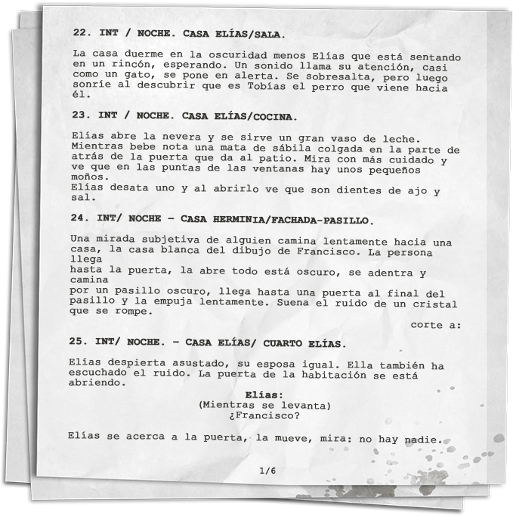 22. INT / NOCHE. CASA ELÍAS/SALA.
La casa duerme en la oscuridad menos Elías que está sentando
en un rincón, esperando. Un sonido llama su atención, casi
como un gato, se pone en alerta. Se sobresalta, pero luego
sonríe al descubrir que es Tobías el perro que viene hacia
él.
23. INT / NOCHE. CASA ELÍAS/COCINA.
Elías abre la nevera y se sirve un gran vaso de leche.
Mientras bebe nota una mata de sábila colgada en la parte de
atrás de la puerta que da al patio. Mira con más cuidado y
ve que en las puntas de las ventanas hay unos pequeños
moños.
Elías desata uno y al abrirlo ve que son dientes de ajo y
sal.
24. INT/ NOCHE - CASA HERMINIA/FACHADA-PASILLO.
Una mirada subjetiva de alguien camina lentamente hacia una
casa, la casa blanca del dibujo de Francisco. La persona
llega
hasta la puerta, la abre todo está oscuro, se adentra y
camina
por un pasillo oscuro, llega hasta una puerta al final del
pasillo y la empuja lentamente. Suena el ruido de un cristal
que se rompe.
corte a:
25. INT/ NOCHE. - CASA ELÍAS/ CUARTO ELÍAS.
Elías despierta asustado, su esposa igual. Ella también ha
escuchado el ruido. La puerta de la habitación se está
abriendo.
Elías:
(Mientras se levanta)
¿Francisco?
Elías se acerca a la puerta, la mueve, mira: no hay nadie.
1/6